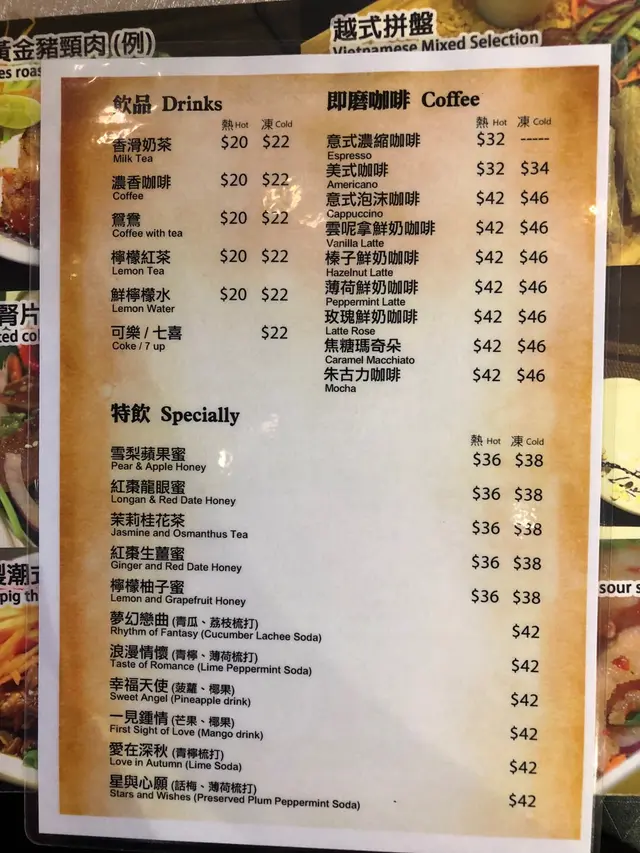 黃金豬頸肉(例)
越式拼盤
Vietnamese Mixed Selection
飲品 Drinks
熱 Hot 凍 Cold
香滑奶茶 $20 $22
Milk Tea
濃香咖啡 $20 $22
Coffee
鴛鴦 $20 $22
Coffee with tea
檸檬紅茶 $20 $22
Lemon Tea
鮮檸檬水 $20 $22
Lemon Water
可樂 / 七喜 $22
Coke / 7 up
即磨咖啡 Coffee
熱 Hot 凍 Cold
意式濃縮咖啡 $32 -----
Espresso
美式咖啡 $32 $34
Americano
意式泡沫咖啡 $42 $46
Cappuccino
雲呢拿鮮奶咖啡 $42 $46
Vanilla Latte
榛子鮮奶咖啡 $42 $46
Hazelnut Latte
薄荷鮮奶咖啡 $42 $46
Peppermint Latte
玫瑰鮮奶咖啡 $42 $46
Latte Rose
焦糖瑪奇朵 $42 $46
Caramel Macchiato
朱古力咖啡 $42 $46
Mocha
特飲 Specially
熱 Hot 凍 Cold
雪梨蘋果蜜 $36 $38
Pear & Apple Honey
紅棗龍眼蜜 $36 $38
Longan & Red Date Honey
茉莉桂花茶 $36 $38
Jasmine and Osmanthus Tea
紅棗生薑蜜 $36 $38
Ginger and Red Date Honey
檸檬柚子蜜 $36 $38
Lemon and Grapefruit Honey
夢幻戀曲 (青瓜、荔枝梳打) $42
Rhythm of Fantasy (Cucumber Lachee Soda)
浪漫情懷 (青檸、薄荷梳打) $42
Taste of Romance (Lime Peppermint Soda)
幸福天使 (菠蘿、椰果) $42
Sweet Angel (Pineapple drink)
一見鍾情 (芒果、椰果) $42
First Sight of Love (Mango drink)
愛在深秋 (青檸梳打) $42
Love in Autumn (Lime Soda)
星與心願 (話梅、薄荷梳打) $42
Stars and Wishes (Preserved Plum Peppermint Soda)
sour s